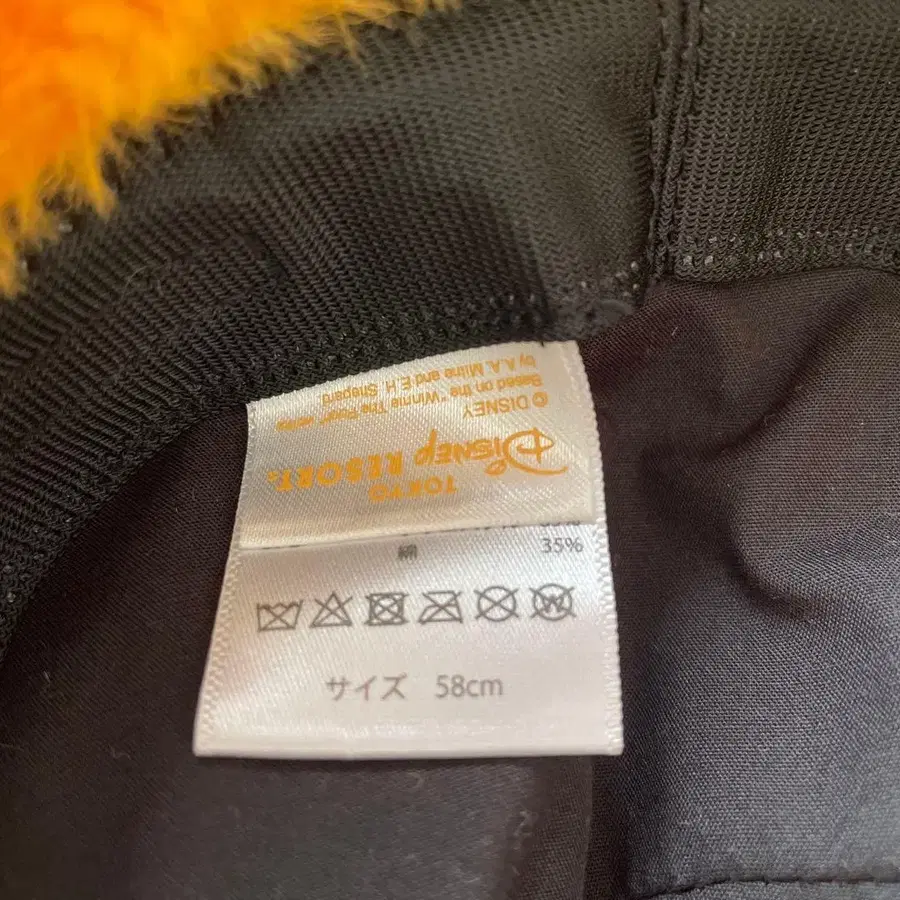 TOKYO
DISNEY RESORT®
© DISNEY
Based on the "Winnie The Pooh" works
by A.A. Milne and E.H. Shepard
綿 35%
サイズ 58cm